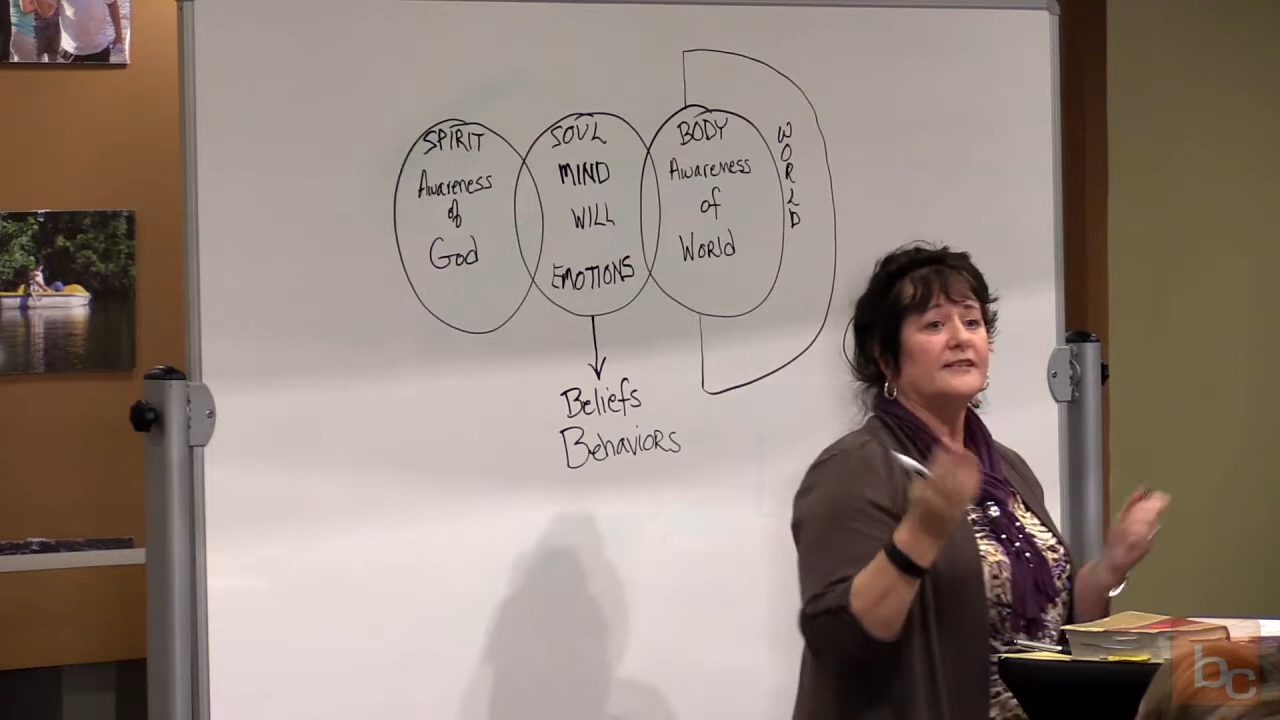 SPIRIT
Awareness
of
God
SOUL
MIND
WILL
EMOTIONS
BODY
Awareness
of
World
WORLD
Beliefs
Behaviors
bc